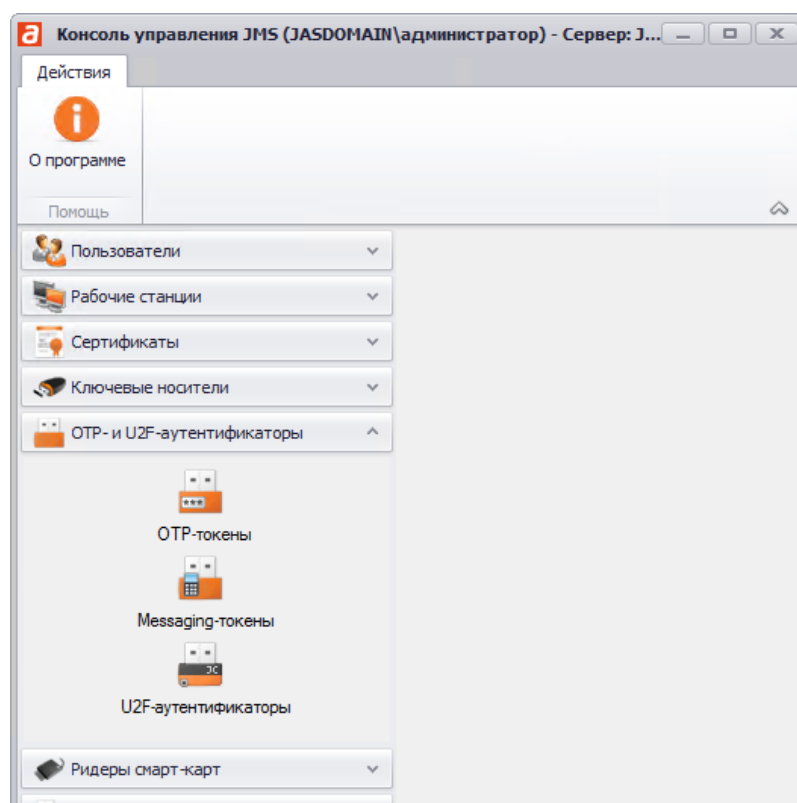 Консоль управления JMS (JASDOMAIN\администратор) - Сервер: J...
Действия
О программе
Помощь
Пользователи
Рабочие станции
Сертификаты
Ключевые носители
OTP- и U2F-аутентификаторы
OTP-токены
Messaging-токены
U2F-аутентификаторы
Ридеры смарт-карт